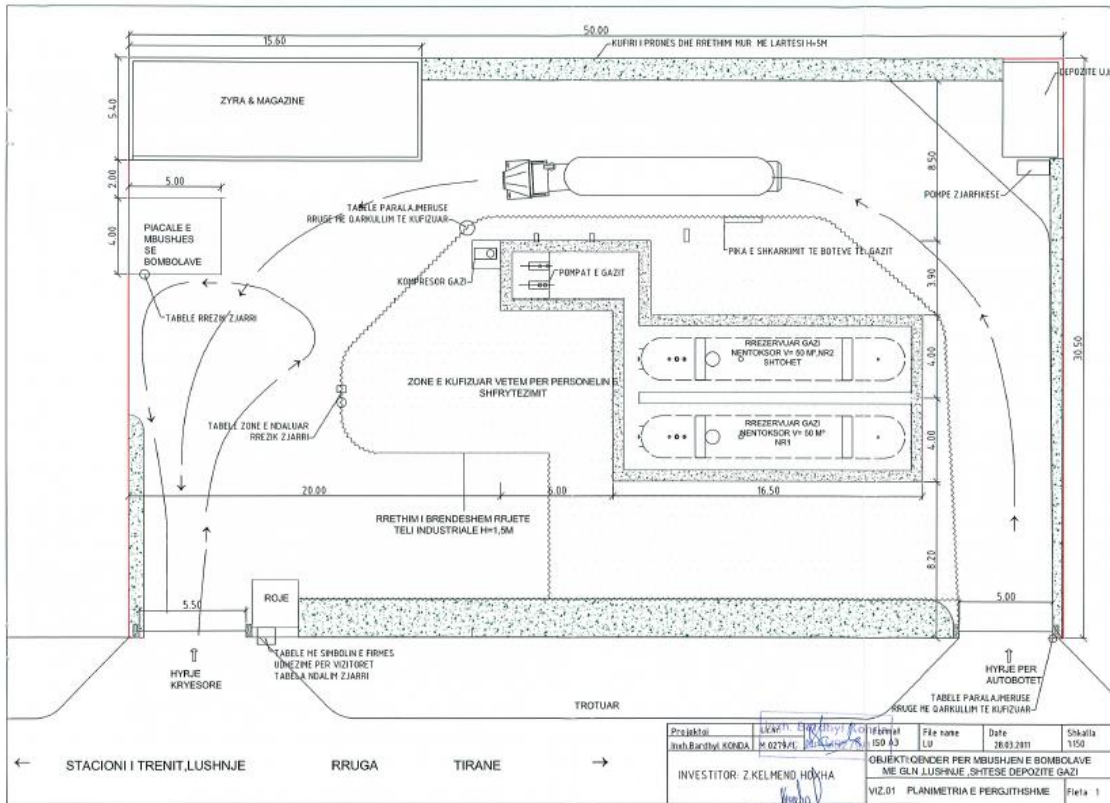 50.00
15.60
KUFIRI I PRONES DHE RRETHIMI MUR ME LARTESI H=5M
ZYRA & MAGAZINE
5.40
2.00
5.00
4.00
PIACALE E
MBUSHJES
SE
BOMBOLAVE
TABELE RREZIK ZJARRI
TABELE PARALAJMERUSE
RRUGE ME QARKULLIM TE KUFIZUAR
KOMPRESOR GAZI
POMPAT E GAZIT
PIKA E SHKARKIMIT TE BOTEVE TE GAZIT
POMPE ZJARFIKESE
8.50
3.90
4.00
4.00
8.20
30.50
RREZERVUAR GAZI
NENTOKSOR V= 50 M³,NR2
SHTOHET
RREZERVUAR GAZI
NENTOKSOR V= 50 M³
NR1
ZONE E KUFIZUAR VETEM PER PERSONELIN E
SHFRYTEZIMIT
TABELE ZONE E NDALUAR
RREZIK ZJARRI
20.00
6.00
16.50
RRETHIM I BRENDESHEM RRJETE
TELI INDUSTRIALE H=1,5M
5.50
ROJE
5.00
TABELE ME SIMBOLIN E FIRMES
UDHEZIME PER VIZITORET
TABELA NDALIM ZJARRI
HYRJE
KRYESORE
HYRJE PER
AUTOBOTET
TABELE PARALAJMERUSE
RRUGE ME QARKULLIM TE KUFIZUAR
TROTUAR
STACIONI I TRENIT,LUSHNJE
RRUGA
TIRANE
Projektoi
Format
File name
Date
Shkalla
Inxh.Bardhyl KONDA
ISO A3
LU
28.03.2011
1:150
INVESTITOR: Z.KELMEND HOXHA
OBJEKTI:QENDER PER MBUSHJEN E BOMBOLAVE
ME GLN ,LUSHNJE ,SHTESE DEPOZITE GAZI
VIZ.01 PLANIMETRIA E PERGJITHSHME
Fleta 1